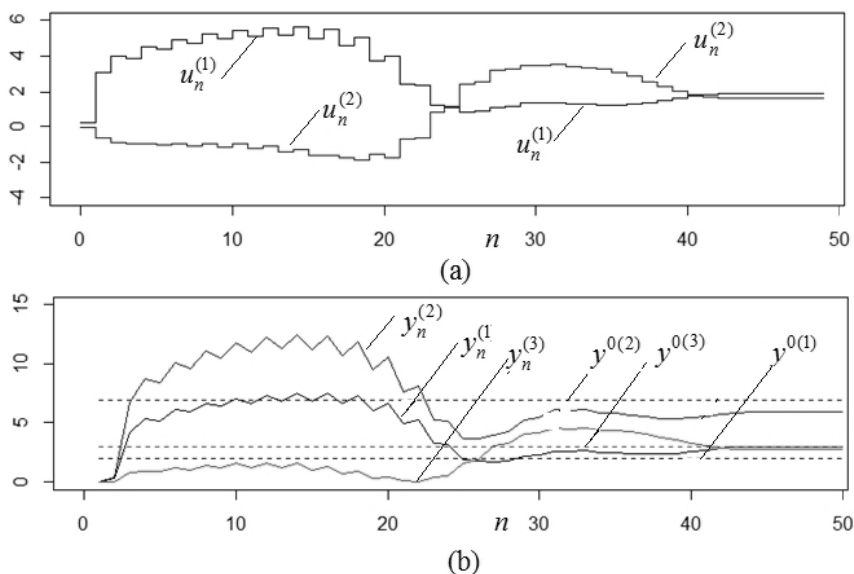 6
4
2
0
-2
-4
u_n^(1)
u_n^(2)
u_n^(2)
u_n^(1)
0 10 20 n 30 40 50
(a)
15
10
5
0
y_n^(2)
y_n^(1)
y_n^(3)
y^0(2)
y^0(3)
y^0(1)
0 10 20 n 30 40 50
(b)